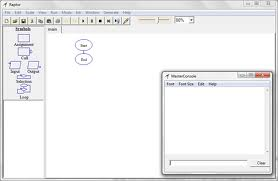 Raptor
File Edit Scale View Run Mode Ink Window Generate Help
80%
Symbols
main
Assignment
Call
Input Output
Selection
Loop
Start
End
MasterConsole
Font Font Size Edit Help
Clear